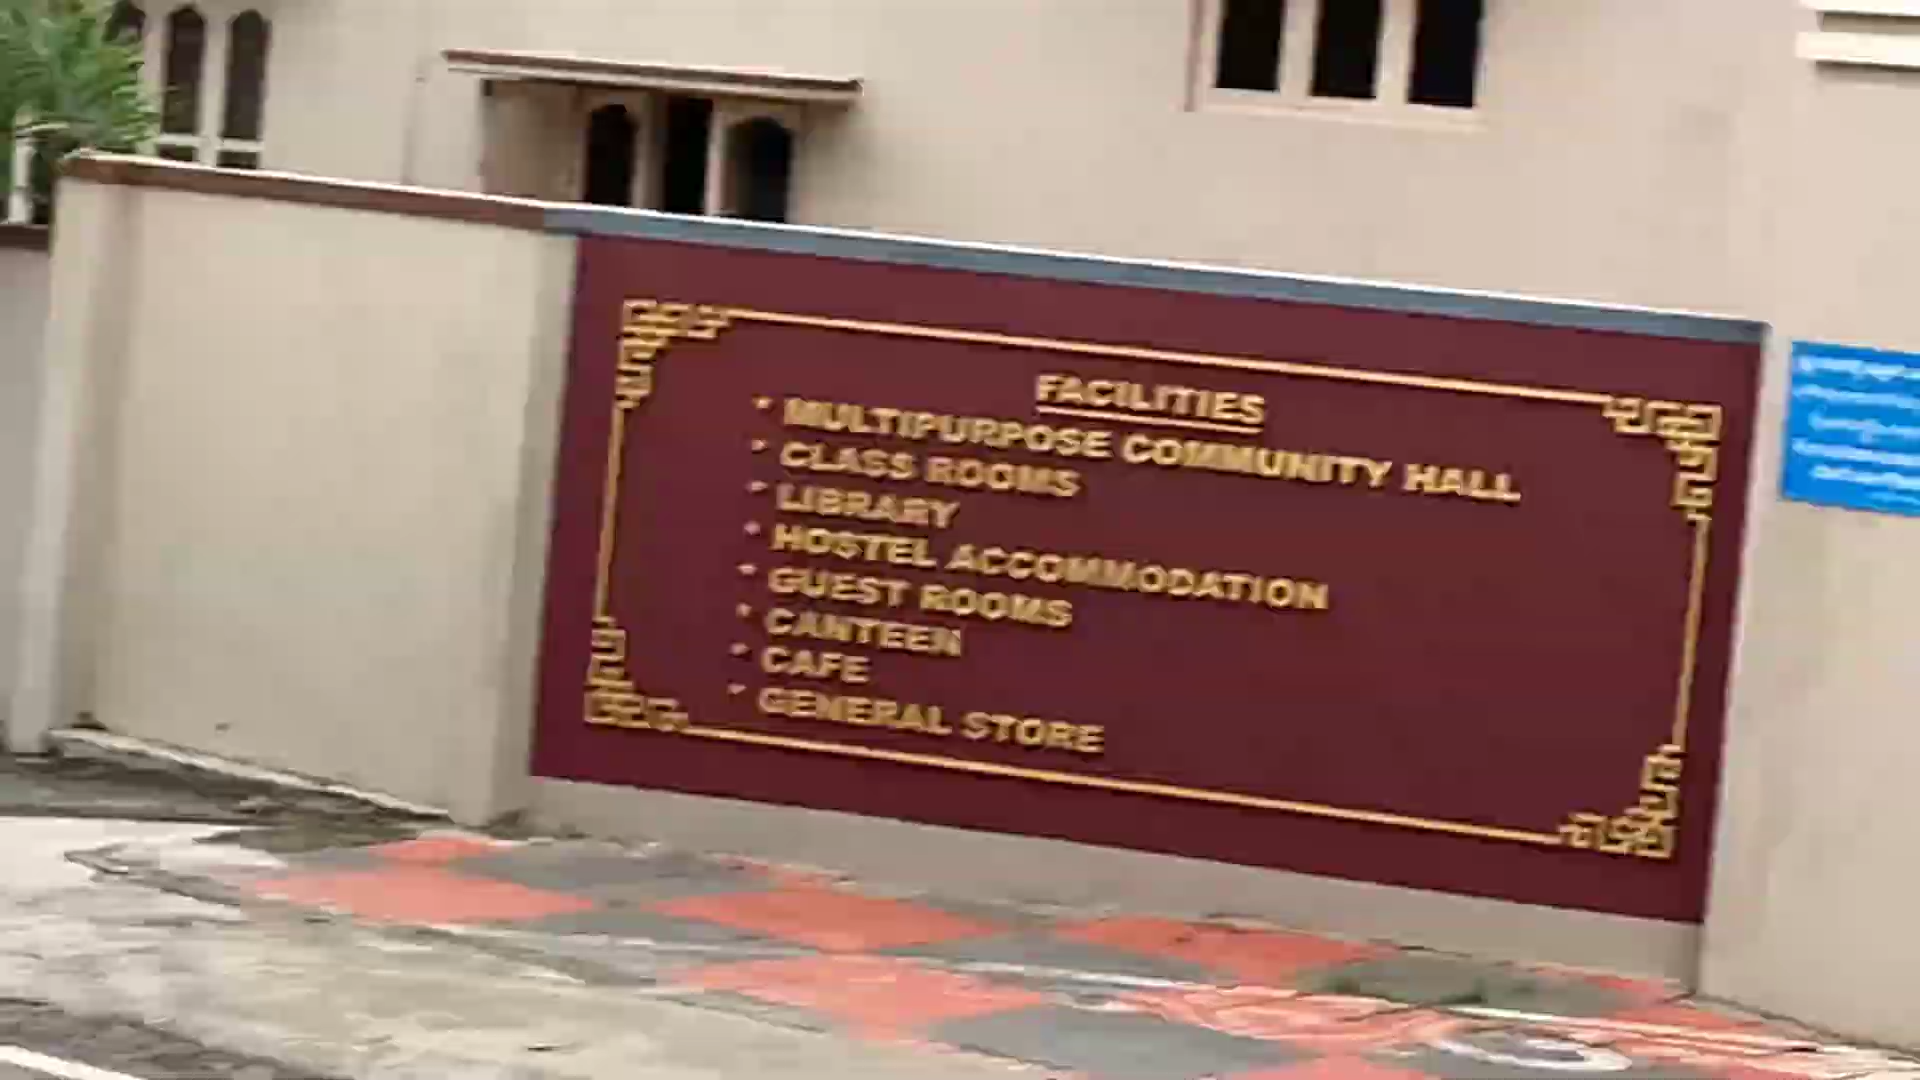 FACILITIES
* MULTIPURPOSE COMMUNITY HALL
* CLASS ROOMS
* LIBRARY
* HOSTEL ACCOMMODATION
* GUEST ROOMS
* CANTEEN
* CAFE
* GENERAL STORE